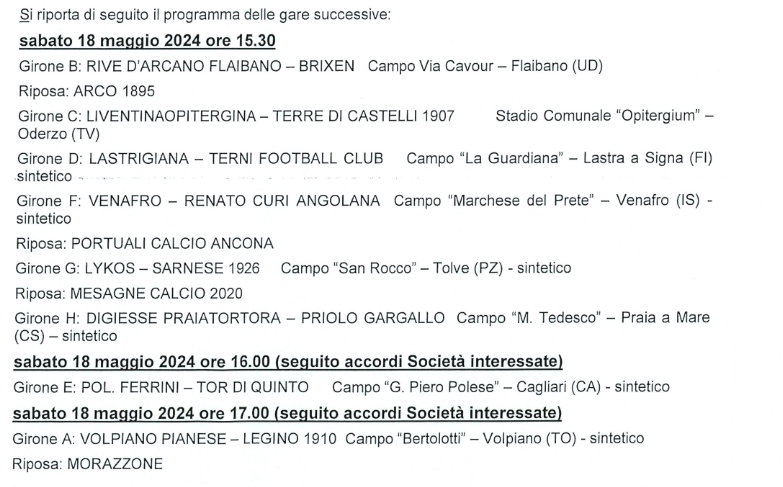 Si riporta di seguito il programma delle gare successive:
sabato 18 maggio 2024 ore 15.30
Girone B: RIVE D'ARCANO FLAIBANO – BRIXEN Campo Via Cavour – Flaibano (UD)
Riposa: ARCO 1895
Girone C: LIVENTINAOPITERGINA – TERRE DI CASTELLI 1907 Stadio Comunale "Opitergium" –
Oderzo (TV)
Girone D: LASTRIGIANA – TERNI FOOTBALL CLUB Campo "La Guardiana" – Lastra a Signa (FI)
sintetico
Girone F: VENAFRO – RENATO CURI ANGOLANA Campo "Marchese del Prete" – Venafro (IS) -
sintetico
Riposa: PORTUALI CALCIO ANCONA
Girone G: LYKOS – SARNESE 1926 Campo "San Rocco" – Tolve (PZ) - sintetico
Riposa: MESAGNE CALCIO 2020
Girone H: DIGIESSE PRAIATORTORA – PRIOLO GARGALLO Campo "M. Tedesco" – Praia a Mare
(CS) – sintetico
sabato 18 maggio 2024 ore 16.00 (seguito accordi Società interessate)
Girone E: POL. FERRINI – TOR DI QUINTO Campo "G. Piero Polese" – Cagliari (CA) - sintetico
sabato 18 maggio 2024 ore 17.00 (seguito accordi Società interessate)
Girone A: VOLPIANO PIANESE – LEGINO 1910 Campo "Bertolotti" – Volpiano (TO) - sintetico
Riposa: MORAZZONE